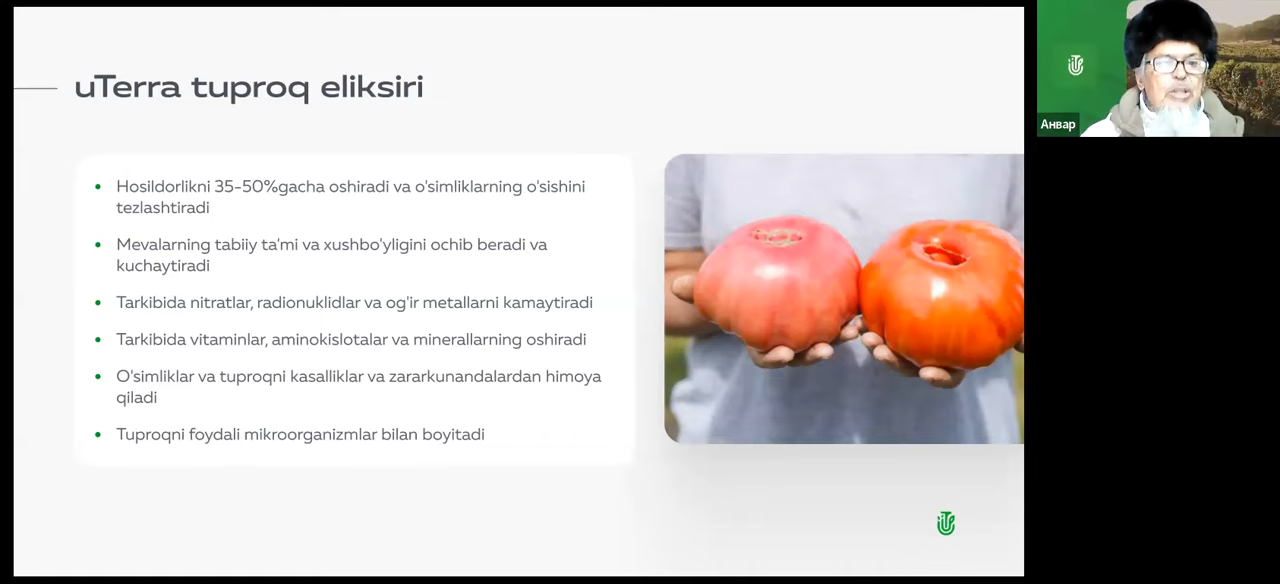 uTerra tuproq eliksiri
Hosildorlikni 35-50%gacha oshiradi va o'simliklarning o'sishini
tezlashtiradi
Mevalarning tabiiy ta'mi va xushbo'yligini ochib beradi va
kuchaytiradi
Tarkibida nitratlar, radionuklidlar va og'ir metallarni kamaytiradi
Tarkibida vitaminlar, aminokislotalar va minerallarning oshiradi
O'simliklar va tuproqni kasalliklar va zararkunandalardan himoya
qiladi
Tuproqni foydali mikroorganizmlar bilan boyitadi
Анвар